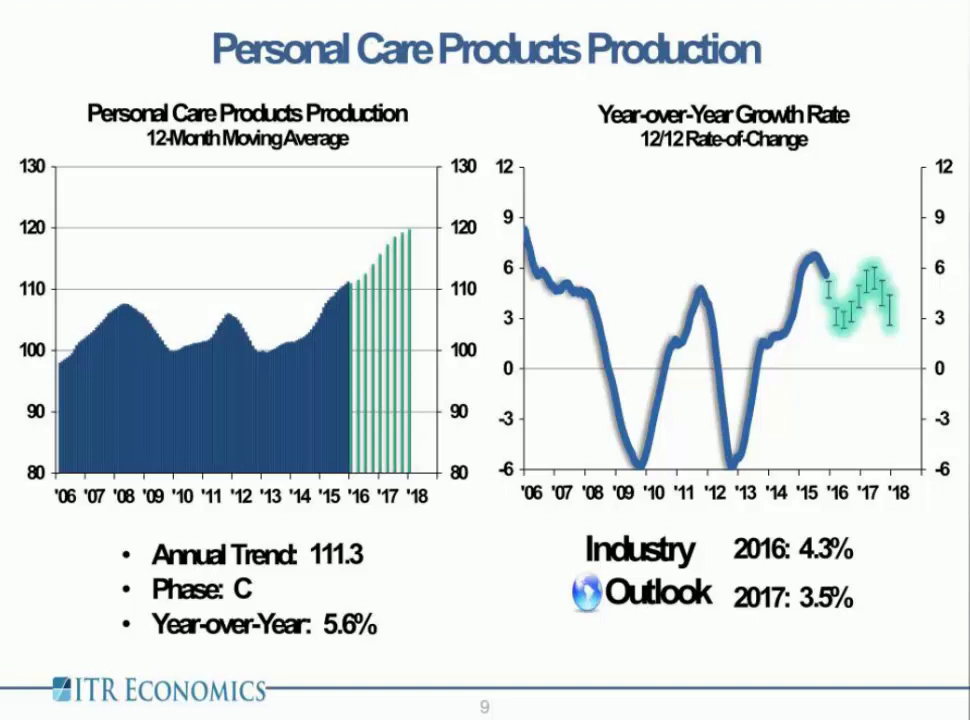 Personal Care Products Production
Personal Care Products Production
12-Month Moving Average
130
120
110
100
90
80
130
120
110
100
90
80
'06 '07 '08 '09 '10 '11 '12 '13 '14 '15 '16 '17 '18
Year-over-Year Growth Rate
12/12 Rate-of-Change
12
9
6
3
0
-3
-6
12
9
6
3
0
-3
-6
'06 '07 '08 '09 '10 '11 '12 '13 '14 '15 '16 '17 '18
• Annual Trend: 111.3
• Phase: C
• Year-over-Year: 5.6%
Industry
Outlook
2016: 4.3%
2017: 3.5%
ITR ECONOMICS
9